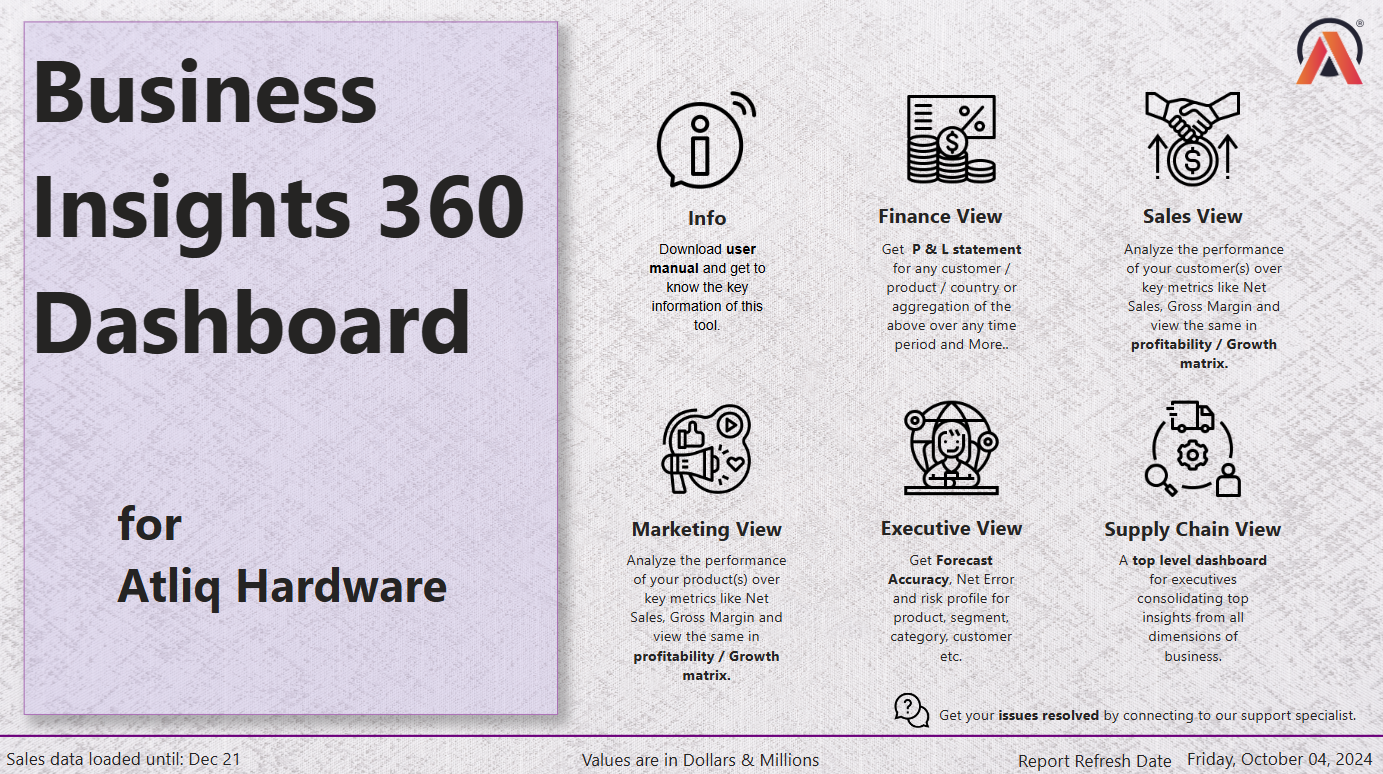 Business
Insights 360
Dashboard
for
Atliq Hardware
®
Info
Download user
manual and get to
know the key
information of this
tool.
Finance View
Get P & L statement
for any customer /
product / country or
aggregation of the
above over any time
period and More..
Sales View
Analyze the performance
of your customer(s) over
key metrics like Net
Sales, Gross Margin and
view the same in
profitability / Growth
matrix.
Marketing View
Analyze the performance
of your product(s) over
key metrics like Net
Sales, Gross Margin and
view the same in
profitability / Growth
matrix.
Executive View
Get Forecast
Accuracy, Net Error
and risk profile for
product, segment,
category, customer
etc.
Supply Chain View
A top level dashboard
for executives
consolidating top
insights from all
dimensions of
business.
Get your issues resolved by connecting to our support specialist.
Sales data loaded until: Dec 21
Values are in Dollars & Millions
Report Refresh Date Friday, October 04, 2024